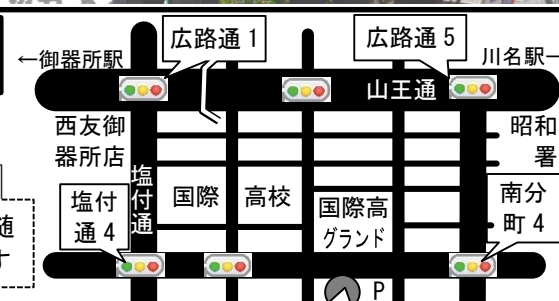 広路通 1
広路通 5
←御器所駅
川名駅→
山王通
西友御
器所店
昭和
署
塩付通
国際
高校
国際高
グランド
塩付
通 4
南分
町 4
随
す
P